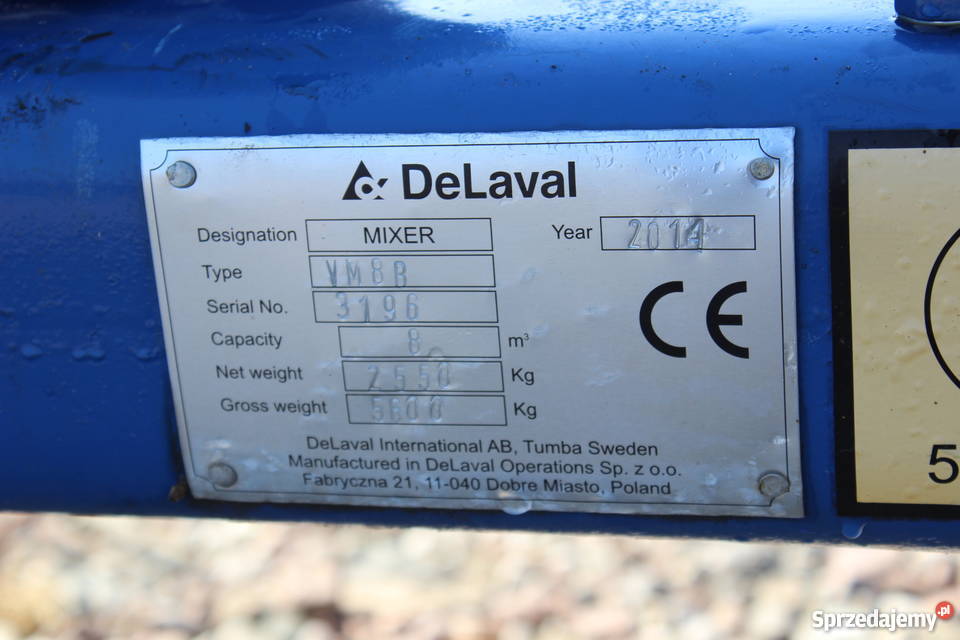 DeLaval
Designation MIXER Year 2014
Type VM8B
Serial No. 3196
Capacity 8 m³
Net weight 2550 Kg
Gross weight Kg
DeLaval International AB, Tumba Sweden
Manufactured in DeLaval Operations Sp. z o.o.
Fabryczna 21, 11-040 Dobre Miasto, Poland
CE
5
Sprzedajemy.pl